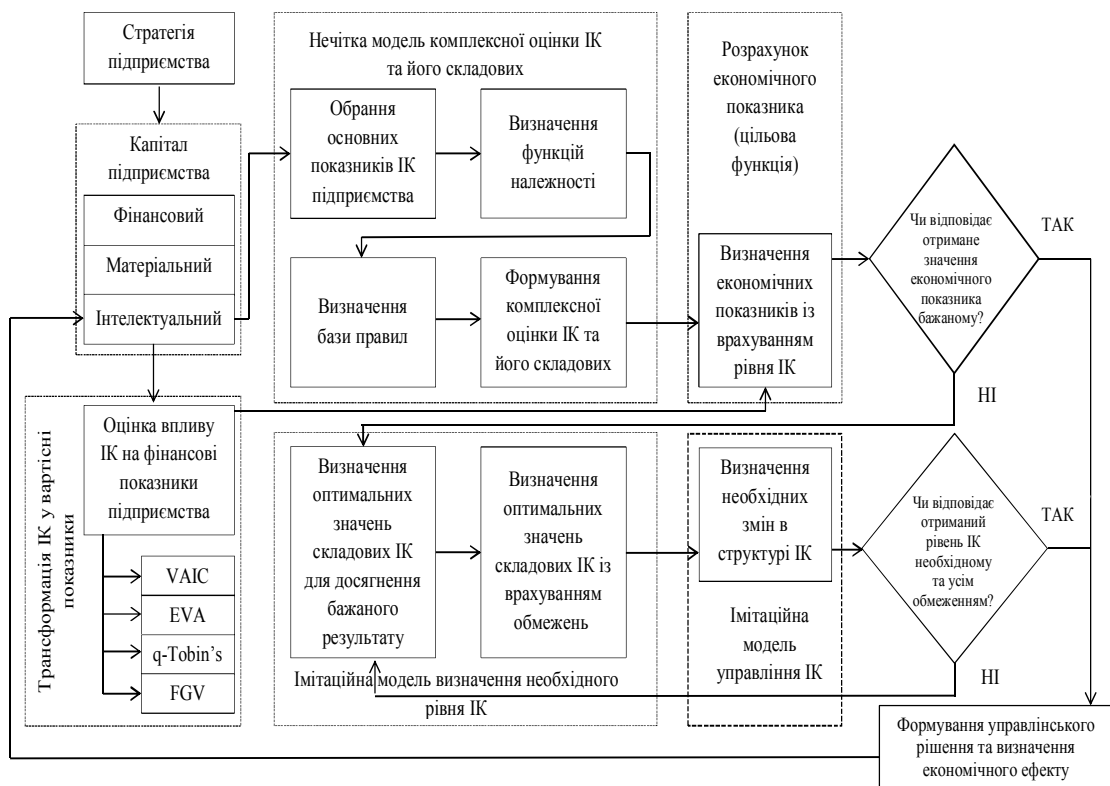 Стратегія
підприємства
Капітал
підприємства
Фінансовий
Матеріальний
Інтелектуальний
Нечітка модель комплексної оцінки ІК
та його складових
Обрання
основних
показників ІК
підприємства
Визначення
функцій
належності
Визначення
бази правил
Формування
комплексної
оцінки ІК та
його складових
Розрахунок
економічного
показника
(цільова
функція)
Визначення
економічних
показників із
врахуванням
рівня ІК
Чи відповідає
отримане
значення
економічного
показника
бажаному?
ТАК
НІ
Трансформація ІК у вартісні
показники
Оцінка впливу
ІК на фінансові
показники
підприємства
VAIC
EVA
q-Tobin's
FGV
Визначення
оптимальних
значень
складових ІК
для досягнення
бажаного
результату
Визначення
оптимальних
значень
складових ІК із
врахуванням
обмежень
Імітаційна модель визначення необхідного
рівня ІК
Визначення
необхідних
змін в
структурі ІК
Імітаційна
модель
управління ІК
Чи відповідає
отриманий
рівень ІК
необхідному
та усім
обмеженням?
ТАК
НІ
Формування управлінського
рішення та визначення
економічного ефекту